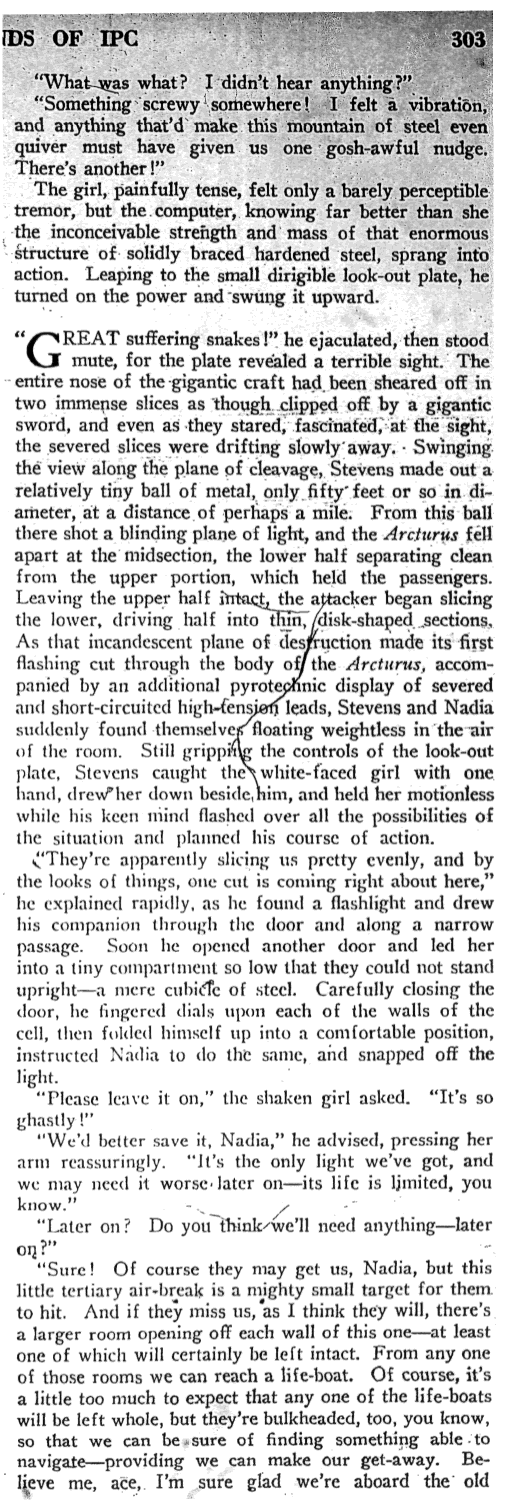 NDS OF IPC 303
"What was what? I didn't hear anything?"
"Something screwy somewhere! I felt a vibration,
and anything that'd make this mountain of steel even
quiver must have given us one gosh-awful nudge.
There's another!"
The girl, painfully tense, felt only a barely perceptible
tremor, but the computer, knowing far better than she
the inconceivable strength and mass of that enormous
structure of solidly braced hardened steel, sprang into
action. Leaping to the small dirigible look-out plate, he
turned on the power and swung it upward.
"GREAT suffering snakes!" he ejaculated, then stood
mute, for the plate revealed a terrible sight. The
entire nose of the gigantic craft had been sheared off in
two immense slices as though clipped off by a gigantic
sword, and even as they stared, fascinated, at the sight,
the severed slices were drifting slowly away. Swinging
the view along the plane of cleavage, Stevens made out a
relatively tiny ball of metal, only fifty feet or so in di-
ameter, at a distance of perhaps a mile. From this ball
there shot a blinding plane of light, and the Arcturus fell
apart at the midsection, the lower half separating clean
from the upper portion, which held the passengers.
Leaving the upper half intact, the attacker began slicing
the lower, driving half into thin, disk-shaped sections.
As that incandescent plane of destruction made its first
flashing cut through the body of the Arcturus, accom-
panied by an additional pyrotechnic display of severed
and short-circuited high-tension leads, Stevens and Nadia
suddenly found themselves floating weightless in the air
of the room. Still gripping the controls of the look-out
plate, Stevens caught the white-faced girl with one
hand, drew her down beside him, and held her motionless
while his keen mind flashed over all the possibilities of
the situation and planned his course of action.
"They're apparently slicing us pretty evenly, and by
the looks of things, one cut is coming right about here,"
he explained rapidly, as he found a flashlight and drew
his companion through the door and along a narrow
passage. Soon he opened another door and led her
into a tiny compartment so low that they could not stand
upright—a mere cubicle of steel. Carefully closing the
door, he fingered dials upon each of the walls of the
cell, then folded himself up into a comfortable position,
instructed Nadia to do the same, and snapped off the
light.
"Please leave it on," the shaken girl asked. "It's so
ghastly!"
"We'd better save it, Nadia," he advised, pressing her
arm reassuringly. "It's the only light we've got, and
we may need it worse later on—its life is limited, you
know."
"Later on? Do you think we'll need anything—later
on?"
"Sure! Of course they may get us, Nadia, but this
little tertiary air-break is a mighty small target for them
to hit. And if they miss us, as I think they will, there's
a larger room opening off each wall of this one—at least
one of which will certainly be left intact. From any one
of those rooms we can reach a life-boat. Of course, it's
a little too much to expect that any one of the life-boats
will be left whole, but they're bulkheaded, too, you know,
so that we can be sure of finding something able to
navigate—providing we can make our get-away. Be-
lieve me, ace, I'm sure glad we're aboard the old